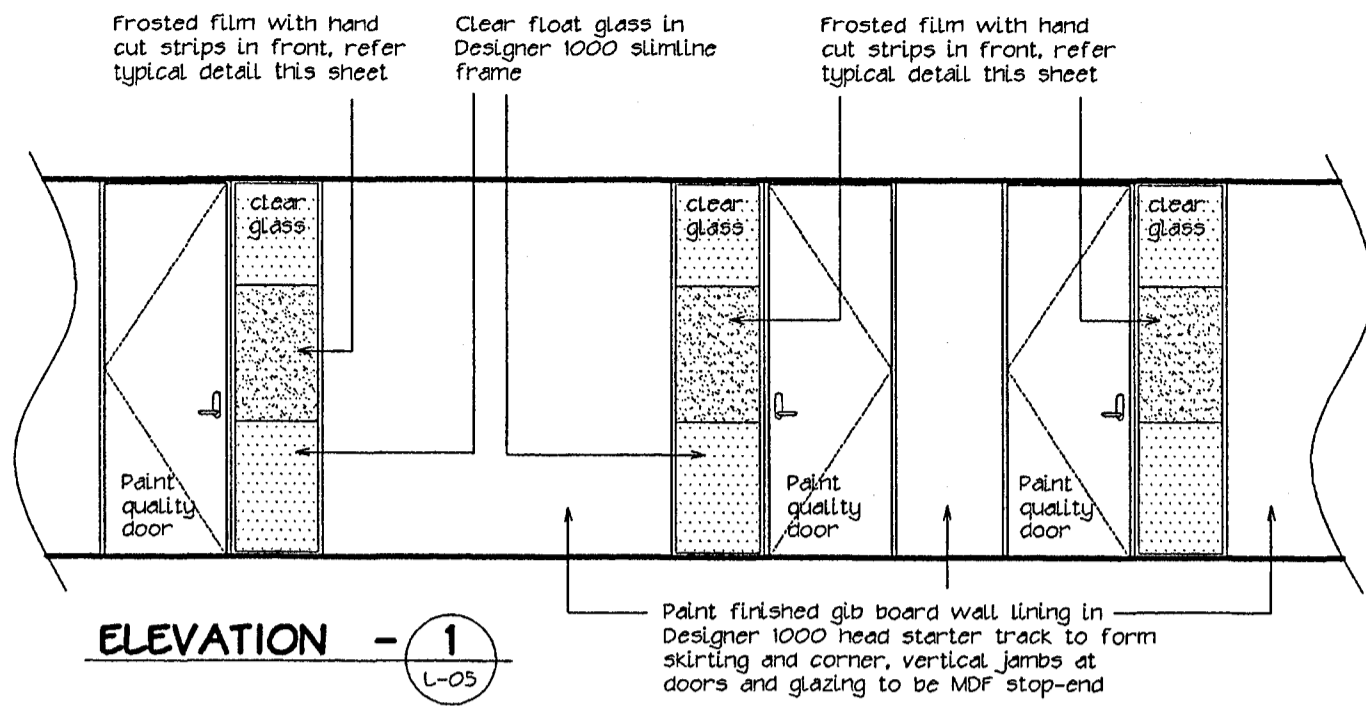 Frosted film with hand
cut strips in front, refer
typical detail this sheet
Clear float glass in
Designer 1000 slimline
frame
Frosted film with hand
cut strips in front, refer
typical detail this sheet
clear
glass
clear
glass
clear
glass
Paint
quality
door
Paint
quality
door
Paint
quality
door
Paint finished gib board wall lining in
Designer 1000 head starter track to form
skirting and corner, vertical jambs at
doors and glazing to be MDF stop-end
ELEVATION - 1
L-05